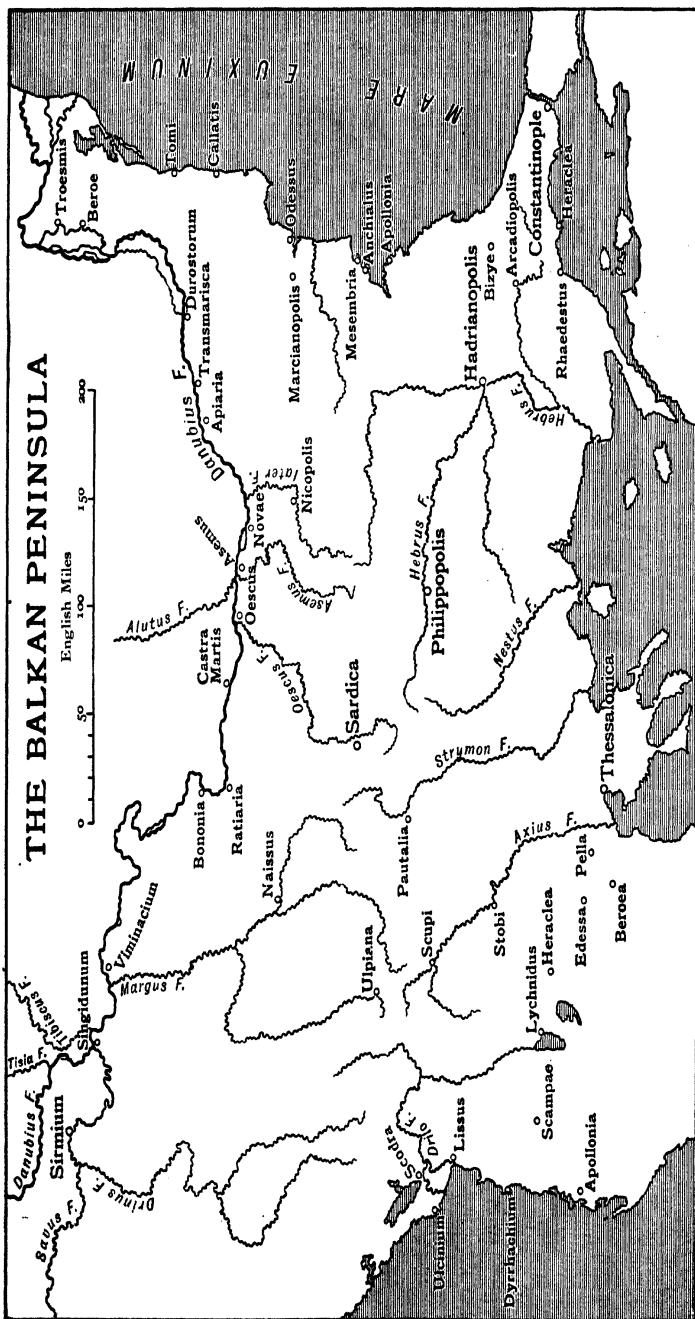 THE BALKAN PENINSULA
English Miles
0
50
100
150
200
MARE
EUXINUM
Danubius F.
Tisia F.
Tibiscus F.
Savus F.
Sirmium
Singidunum
Viminacium
Drinus F.
Margus F.
Bononia
Ratiaria
Castra
Martis
Alutus F.
Oescus
Asemus
Novae
Danubius F.
Apiaria
Transmarisca
Durostorum
Troesmis
Beroe
Tomi
Callatis
Odessus
Marcianopolis
Mesembria
Anchialus
Apollonia
Iater F.
Nicopolis
Asemus F.
Oescus F.
Sardica
Naissus
Ulpiana
Pautalia
Scupi
Scodra
Drilo F.
Lissus
Ulcinium
Dyrrhachium
Scampae
Apollonia
Lychnidus
Heraclea
Stobi
Axius F.
Edessa
Pella
Beroea
Thessalonica
Strymon F.
Nestus F.
Philippopolis
Hebrus F.
Hadrianopolis
Hebrus F.
Bizye
Arcadiopolis
Constantinople
Heraclea
Rhaedestus